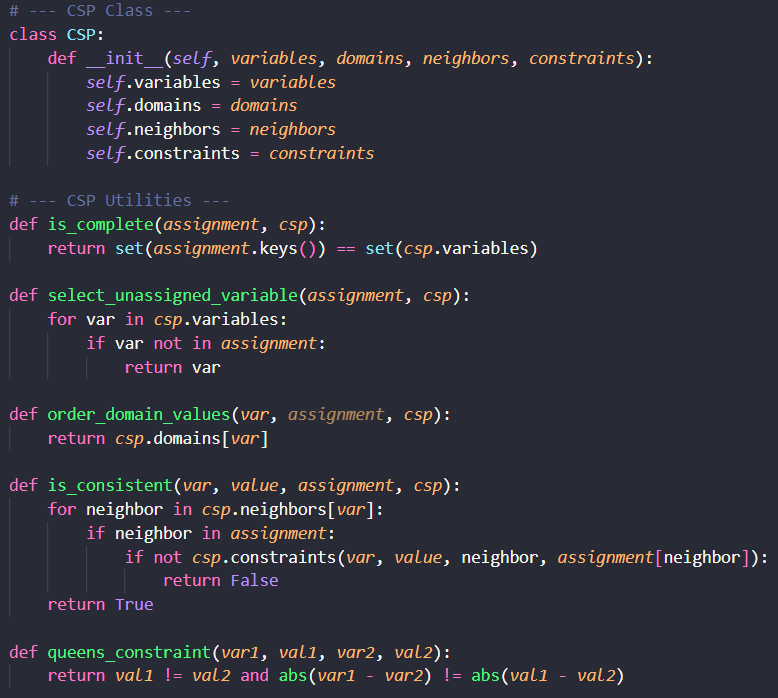 # --- CSP Class ---
class CSP:
    def __init__(self, variables, domains, neighbors, constraints):
        self.variables = variables
        self.domains = domains
        self.neighbors = neighbors
        self.constraints = constraints

# --- CSP Utilities ---
def is_complete(assignment, csp):
    return set(assignment.keys()) == set(csp.variables)

def select_unassigned_variable(assignment, csp):
    for var in csp.variables:
        if var not in assignment:
            return var

def order_domain_values(var, assignment, csp):
    return csp.domains[var]

def is_consistent(var, value, assignment, csp):
    for neighbor in csp.neighbors[var]:
        if neighbor in assignment:
            if not csp.constraints(var, value, neighbor, assignment[neighbor]):
                return False
    return True

def queens_constraint(var1, val1, var2, val2):
    return val1 != val2 and abs(var1 - var2) != abs(val1 - val2)